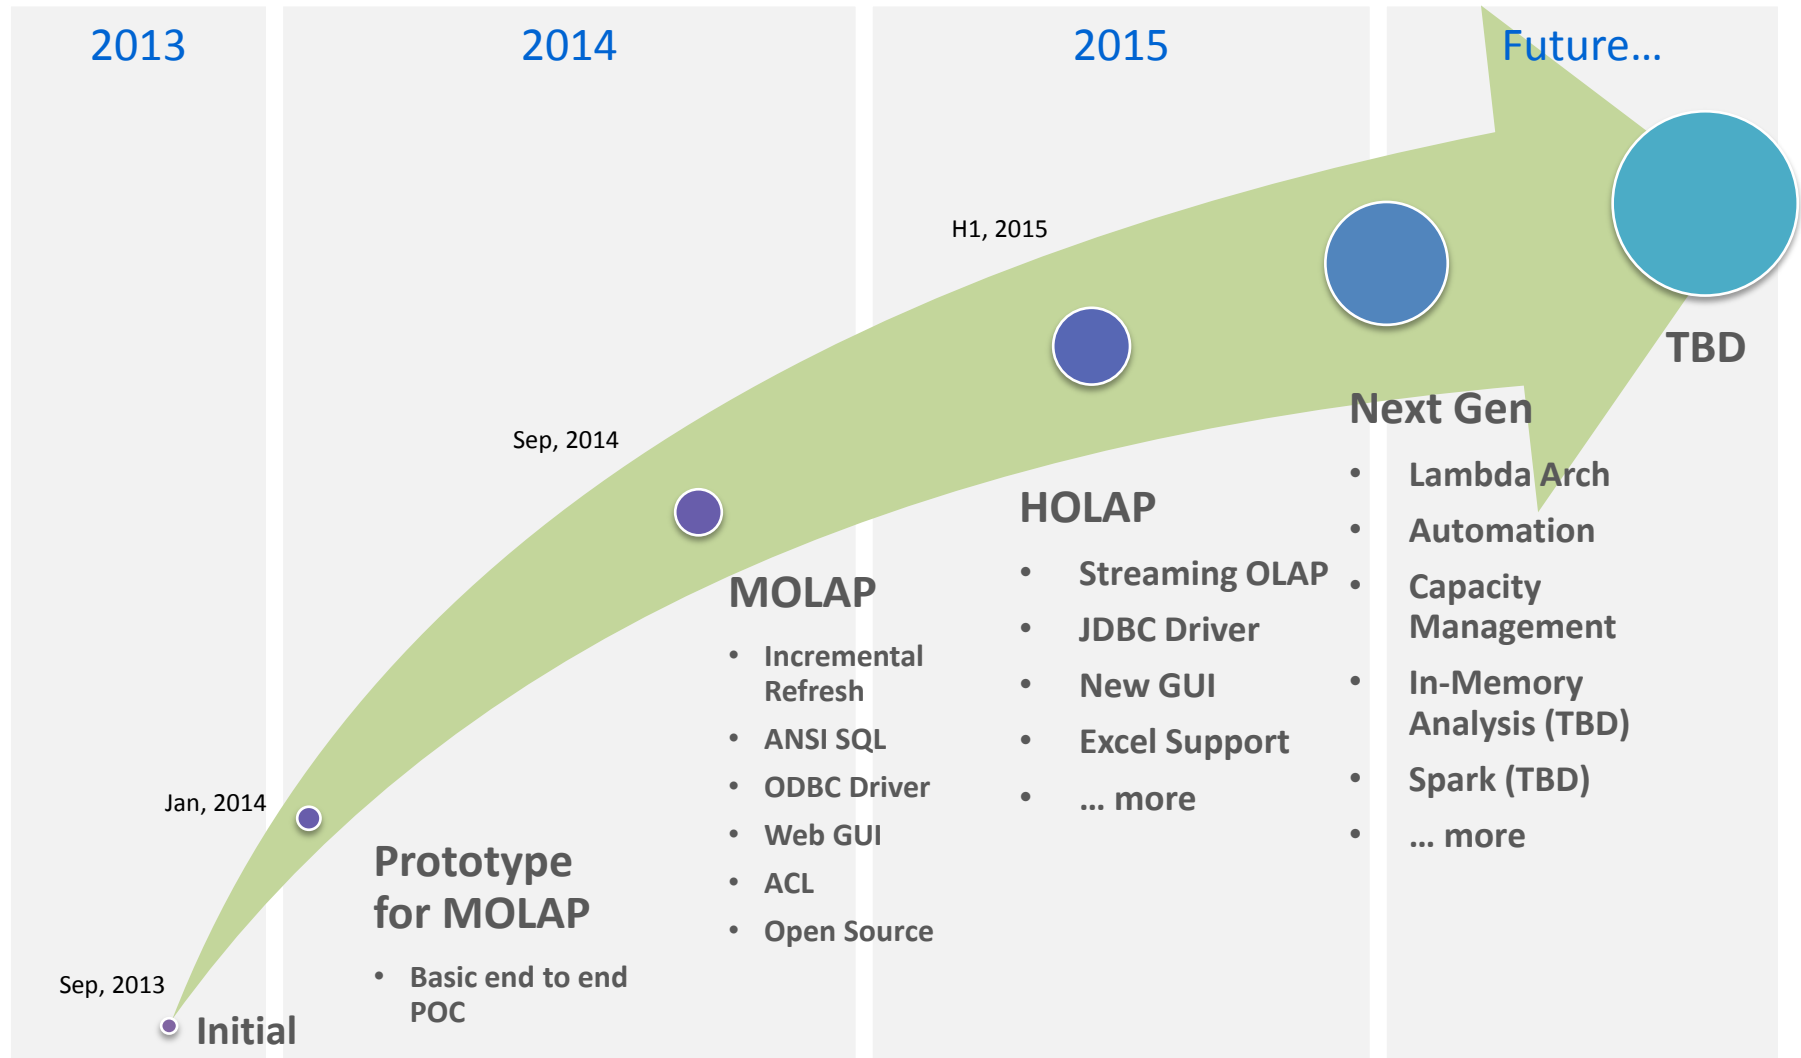 2013
2014
2015
Future...
Sep, 2013
Initial
Jan, 2014
Prototype
for MOLAP
• Basic end to end
POC
Sep, 2014
MOLAP
• Incremental
Refresh
• ANSI SQL
• ODBC Driver
• Web GUI
• ACL
• Open Source
H1, 2015
HOLAP
• Streaming OLAP
• JDBC Driver
• New GUI
• Excel Support
• ... more
Next Gen
• Lambda Arch
• Automation
• Capacity
Management
• In-Memory
Analysis (TBD)
• Spark (TBD)
• ... more
TBD